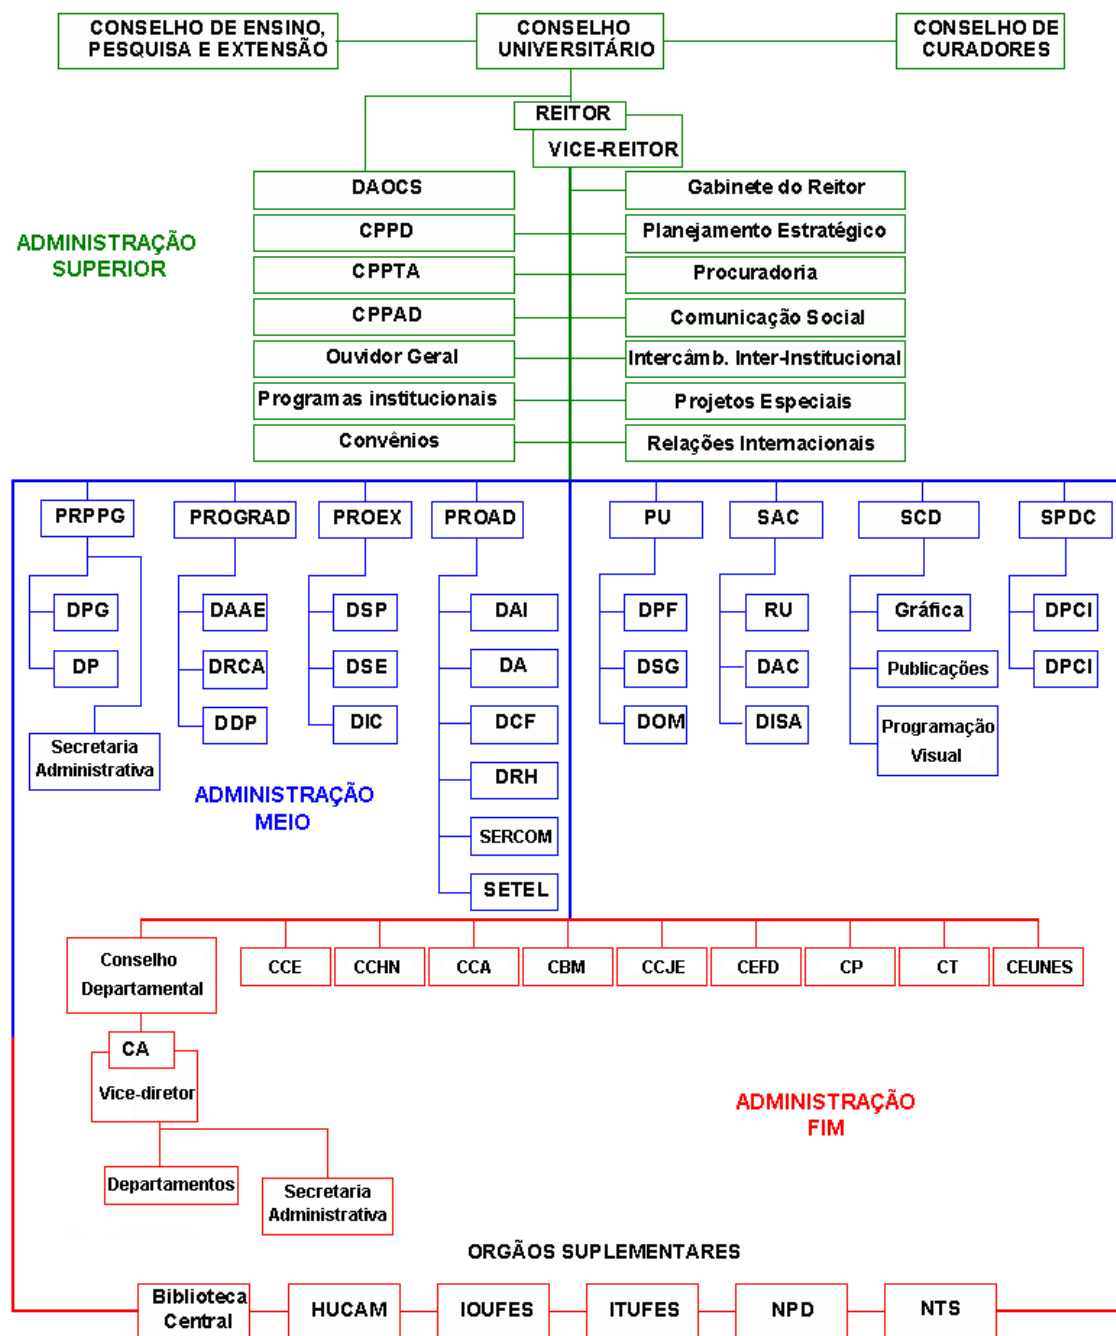 CONSELHO DE ENSINO,
PESQUISA E EXTENSÃO
CONSELHO
UNIVERSITÁRIO
CONSELHO DE
CURADORES
REITOR
VICE-REITOR
DAOCS
Gabinete do Reitor
CPPD
Planejamento Estratégico
ADMINISTRAÇÃO
SUPERIOR
CPPTA
Procuradoria
CPPAD
Comunicação Social
Ouvidor Geral
Intercâmb. Inter-Institucional
Programas institucionais
Projetos Especiais
Convênios
Relações Internacionais
PRPPG
PROGRAD
PROEX
PROAD
PU
SAC
SCD
SPDC
DPG
DAAE
DSP
DAI
DPF
RU
Gráfica
DPCI
DP
DRCA
DSE
DA
DSG
DAC
Publicações
DPCI
DDP
DIC
DCF
DOM
DISA
Programação
Visual
Secretaria
Administrativa
DRH
ADMINISTRAÇÃO
MEIO
SERCOM
SETEL
Conselho
Departamental
CCE
CCHN
CCA
CBM
CCJE
CEFD
CP
CT
CEUNES
CA
Vice-diretor
ADMINISTRAÇÃO
FIM
Departamentos
Secretaria
Administrativa
ORGÃOS SUPLEMENTARES
Biblioteca
Central
HUCAM
IOUFES
ITUFES
NPD
NTS